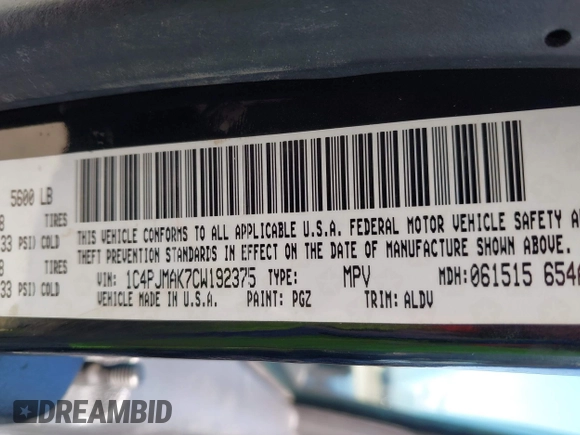 5600 LB
TIRES
33 PSI) COLD
TIRES
33 PSI) COLD
THIS VEHICLE CONFORMS TO ALL APPLICABLE U.S.A. FEDERAL MOTOR VEHICLE SAFETY
THEFT PREVENTION STANDARDS IN EFFECT ON THE DATE OF MANUFACTURE SHOWN ABOVE.
VIN: 1C4PJMAK7CW192375 TYPE: MPV MDH: 061515 654
VEHICLE MADE IN U.S.A. PAINT: PGZ TRIM: ALDV
DREAMBID